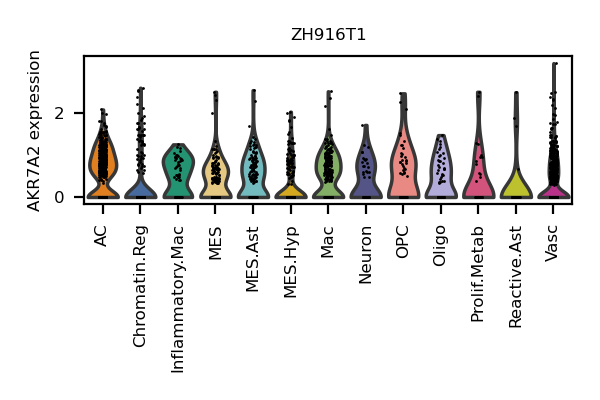 ZH916T1
AKR7A2 expression
2
0
AC
Chromatin.Reg
Inflammatory.Mac
MES
MES.Ast
MES.Hyp
Mac
Neuron
OPC
Oligo
Prolif.Metab
Reactive.Ast
Vasc